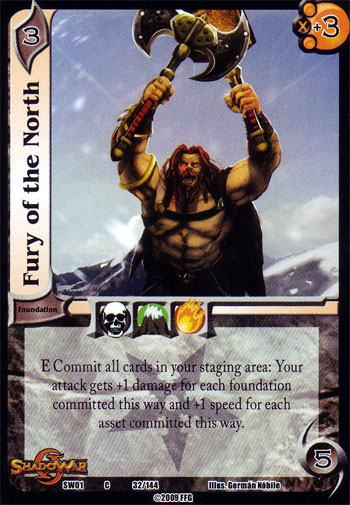 3
X +3
Fury of the North
Foundation
E Commit all cards in your staging area: Your
attack gets +1 damage for each foundation
committed this way and +1 speed for each
asset committed this way.
SHADOWAR
5
SW01 C 32/144 Illus. Germán Nóbile
©2009 FFG